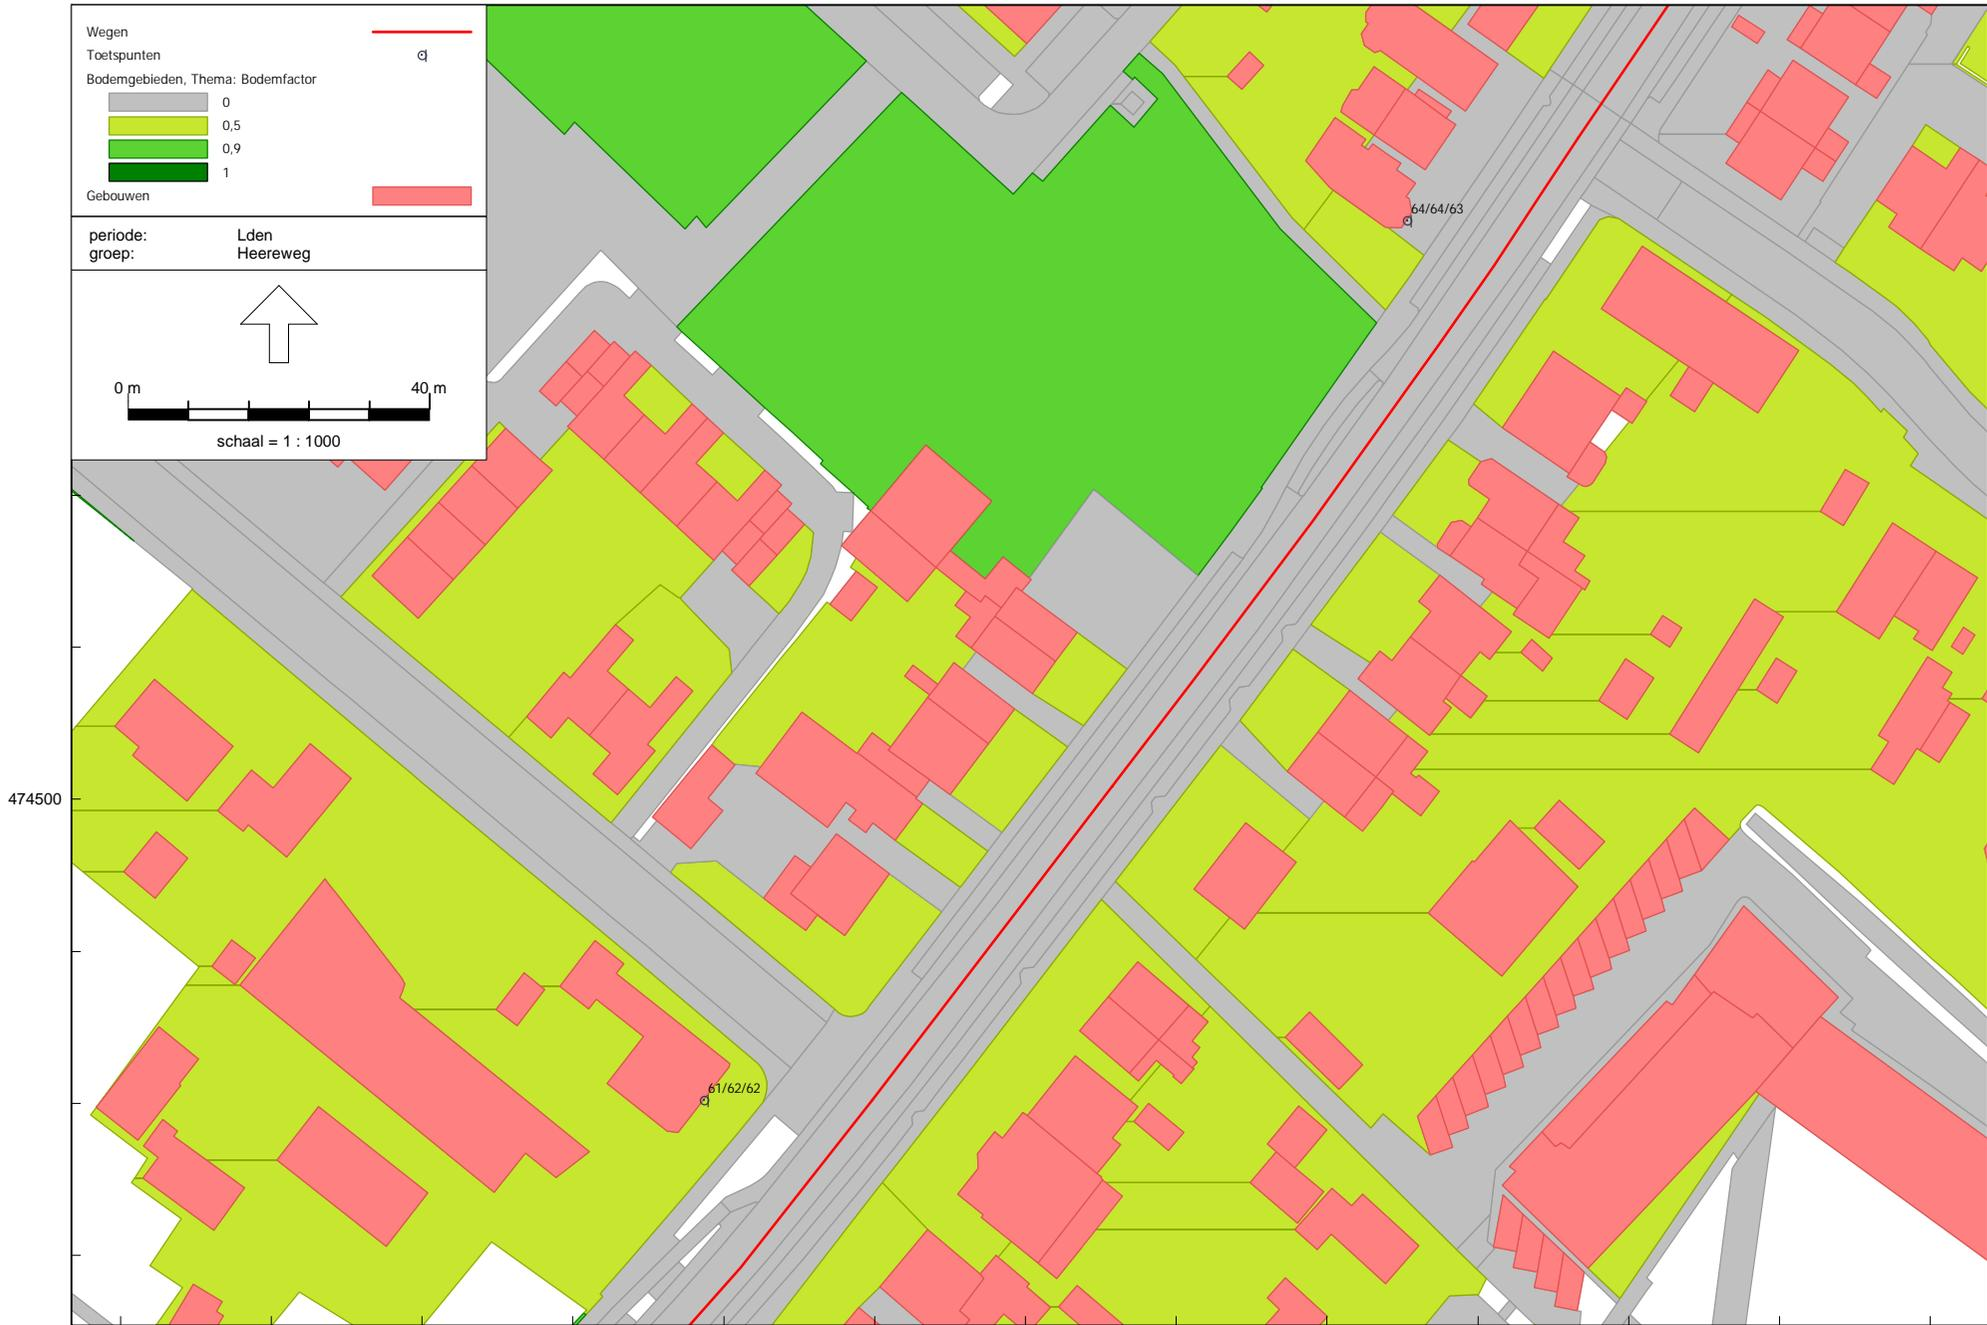 Wegen
Toetspunten
Bodemgebieden, Thema: Bodemfactor
0
0,5
0,9
1
Gebouwen
periode: Lden
groep: Heereweg
0 m 40 m
schaal = 1 : 1000
64/64/63
474500
61/62/62